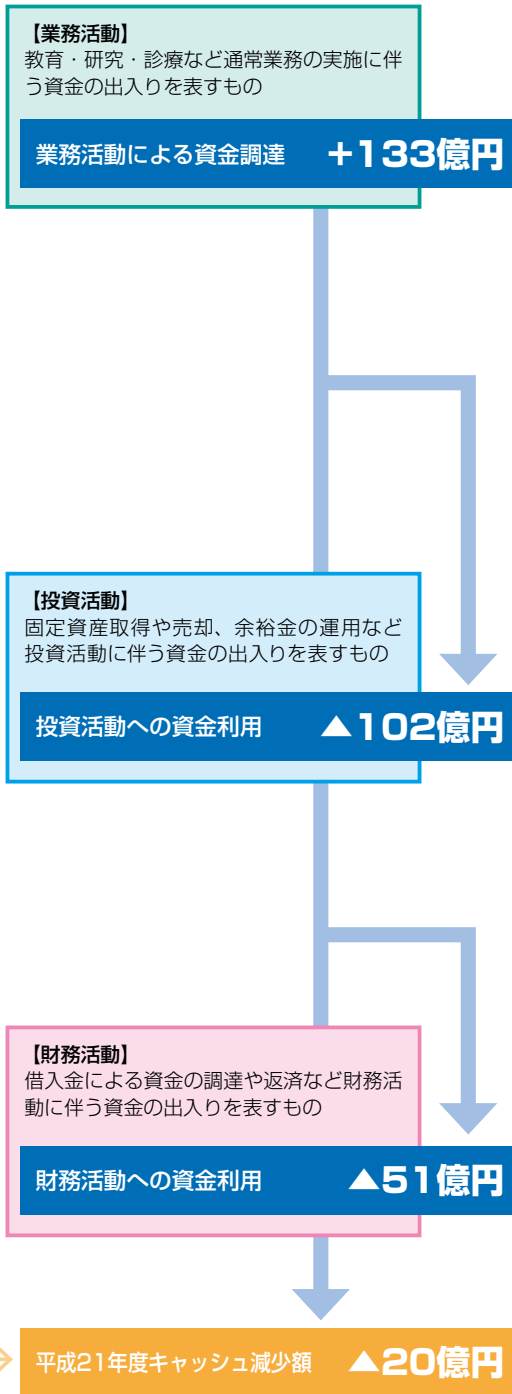 【業務活動】
教育・研究・診療など通常業務の実施に伴
う資金の出入りを表すもの
業務活動による資金調達 +133億円
【投資活動】
固定資産取得や売却、余裕金の運用など
投資活動に伴う資金の出入りを表すもの
投資活動への資金利用 ▲102億円
【財務活動】
借入金による資金の調達や返済など財務活
動に伴う資金の出入りを表すもの
財務活動への資金利用 ▲51億円
平成21年度キャッシュ減少額 ▲20億円